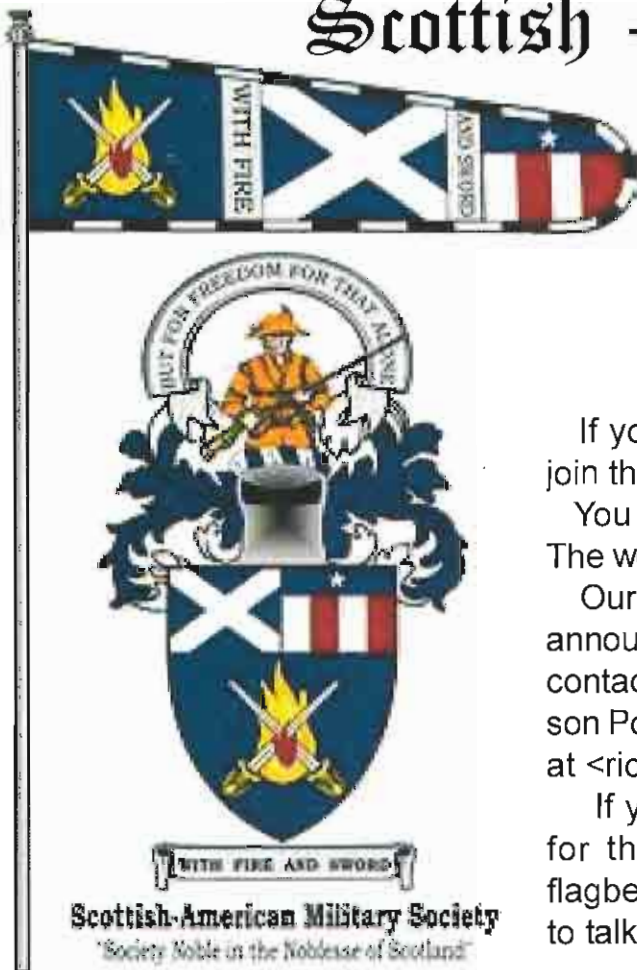 Scottish -
WITH FIRE
AND SWORD
BUT FOR FREEDOM FOR THAT ALONE
WITH FIRE AND SWORD
Scottish-American Military Society
"Society Noble in the Noblesse of Scotland"
If yo
join th
You
The w
Our
annou
contac
son Po
at <ric
If y
for th
flagbe
to talk